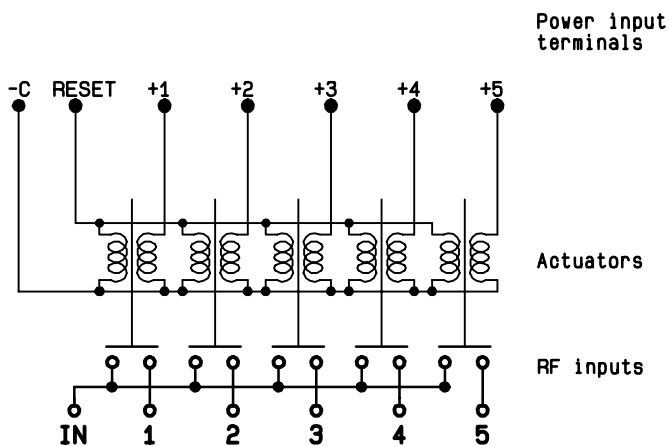 Power input
terminals
-C RESET +1 +2 +3 +4 +5
Actuators
RF inputs
IN 1 2 3 4 5